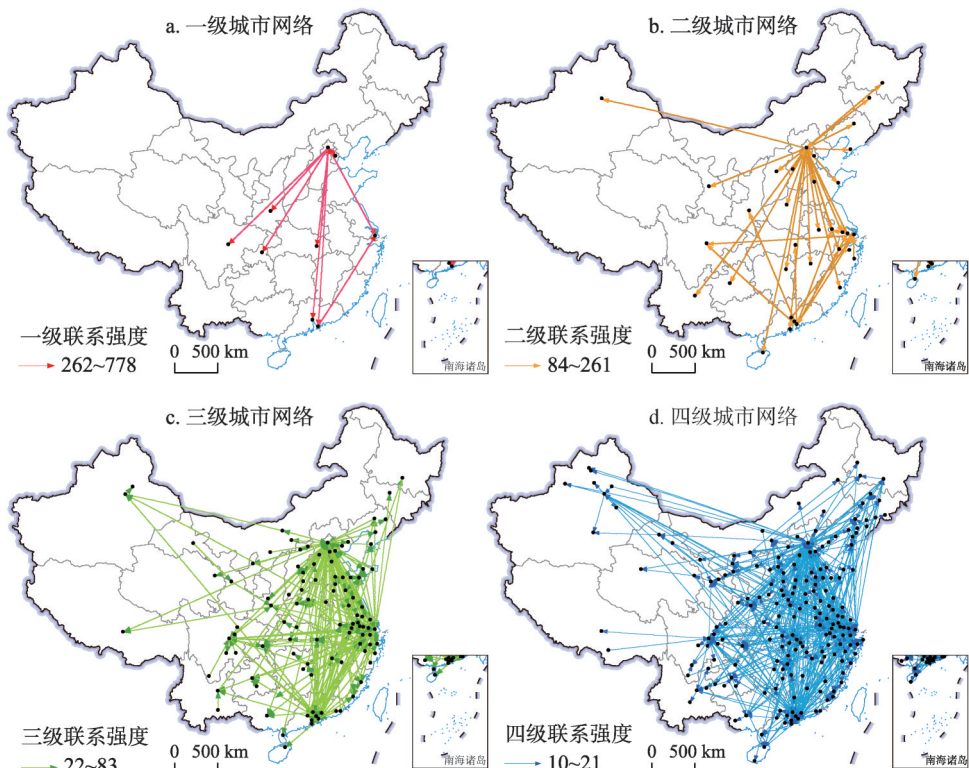 a. 一级城市网络
一级联系强度
262~778
0 500 km
南海诸岛
b. 二级城市网络
二级联系强度
84~261
0 500 km
南海诸岛
c. 三级城市网络
三级联系强度
22~83
0 500 km
南海诸岛
d. 四级城市网络
四级联系强度
10~21
0 500 km
南海诸岛